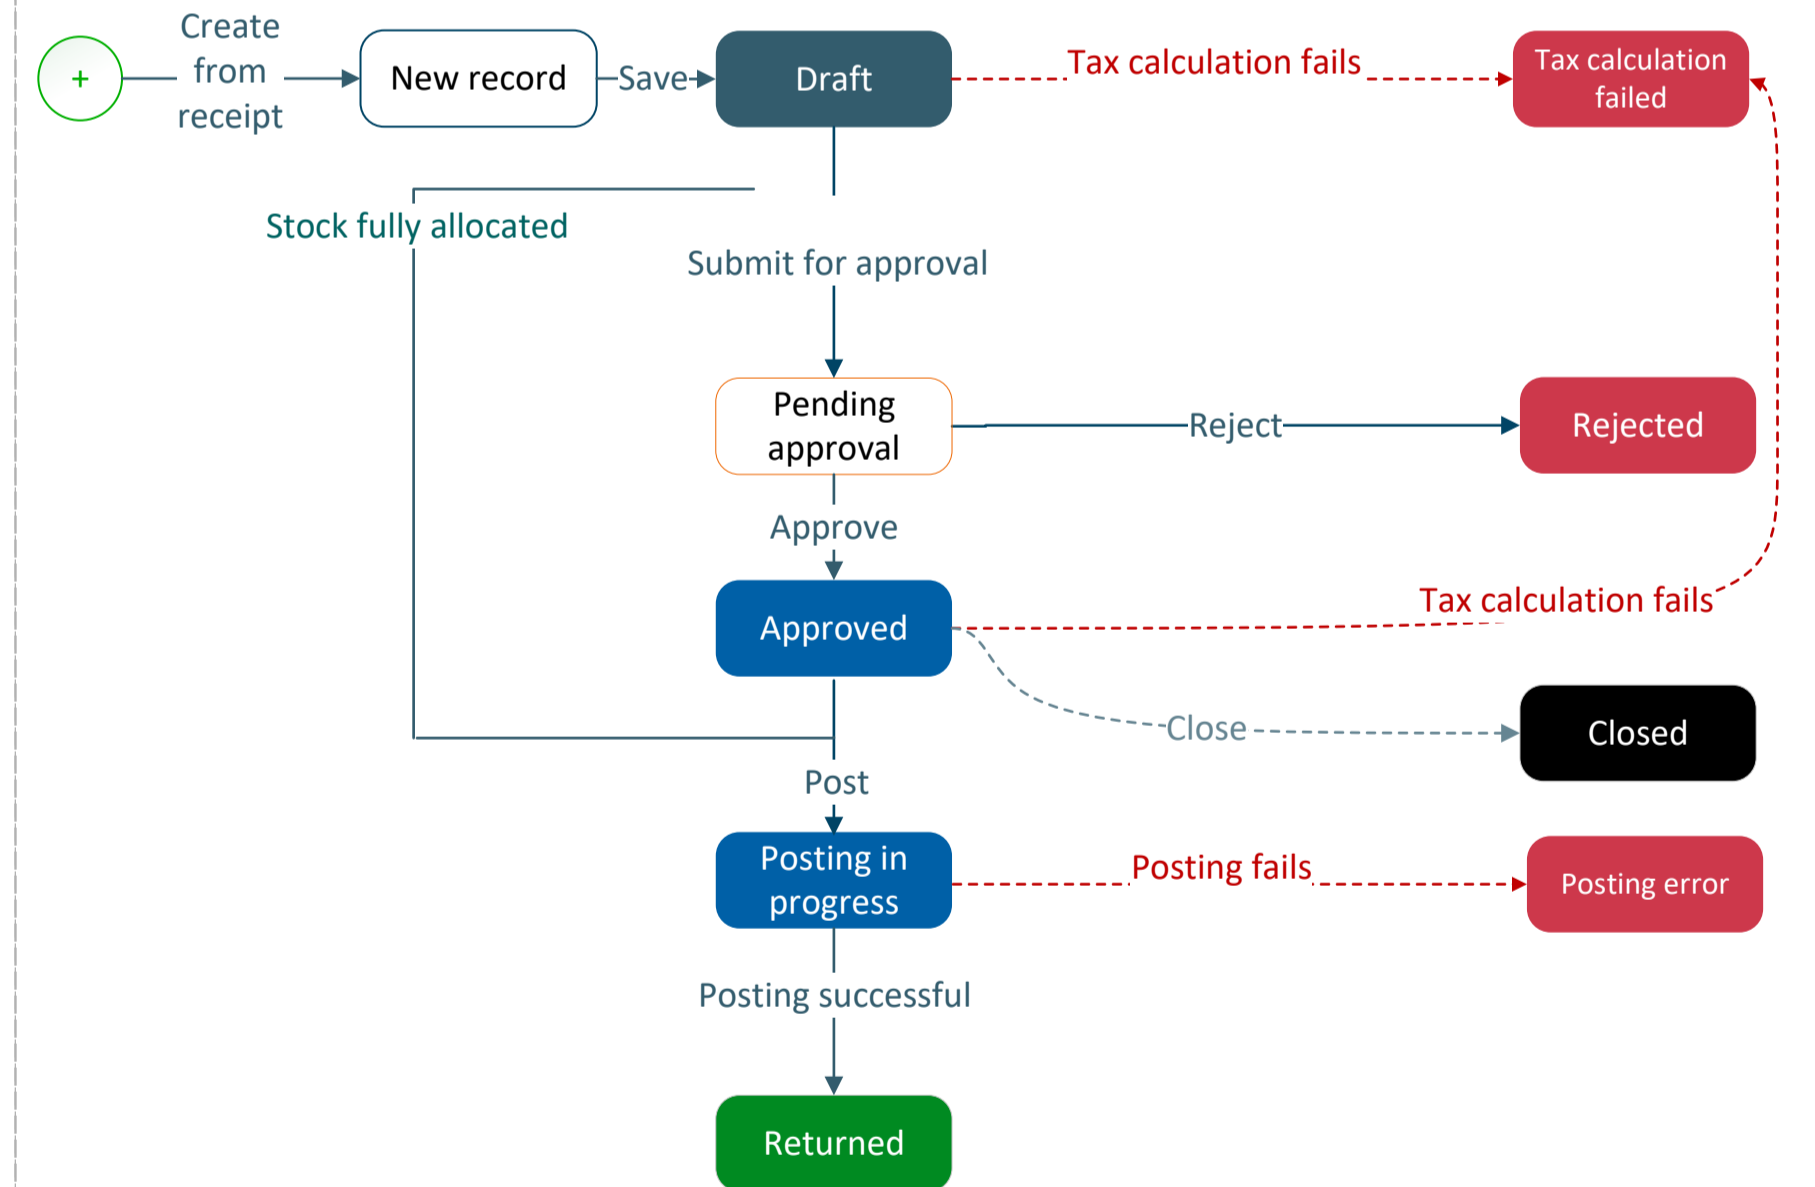 +
Create
from
receipt
New record
Save
Draft
Tax calculation fails
Tax calculation
failed
Stock fully allocated
Submit for approval
Pending
approval
Reject
Rejected
Approve
Approved
Tax calculation fails
Close
Closed
Post
Posting in
progress
Posting fails
Posting error
Posting successful
Returned